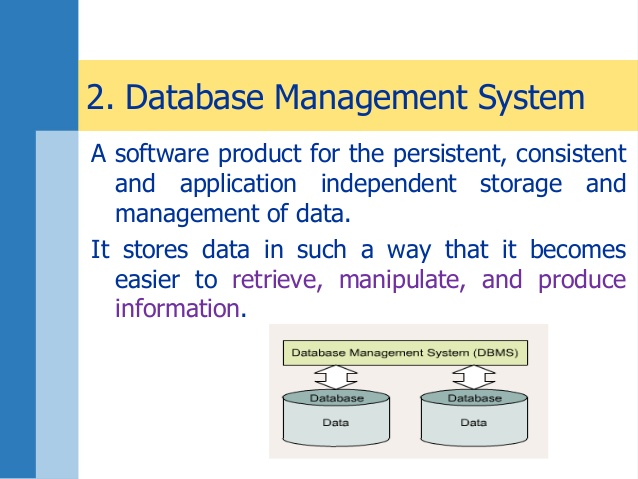 2. Database Management System
A software product for the persistent, consistent
and application independent storage and
management of data.
It stores data in such a way that it becomes
easier to retrieve, manipulate, and produce
information.
Database Management System (DBMS)
Database Database
Data Data